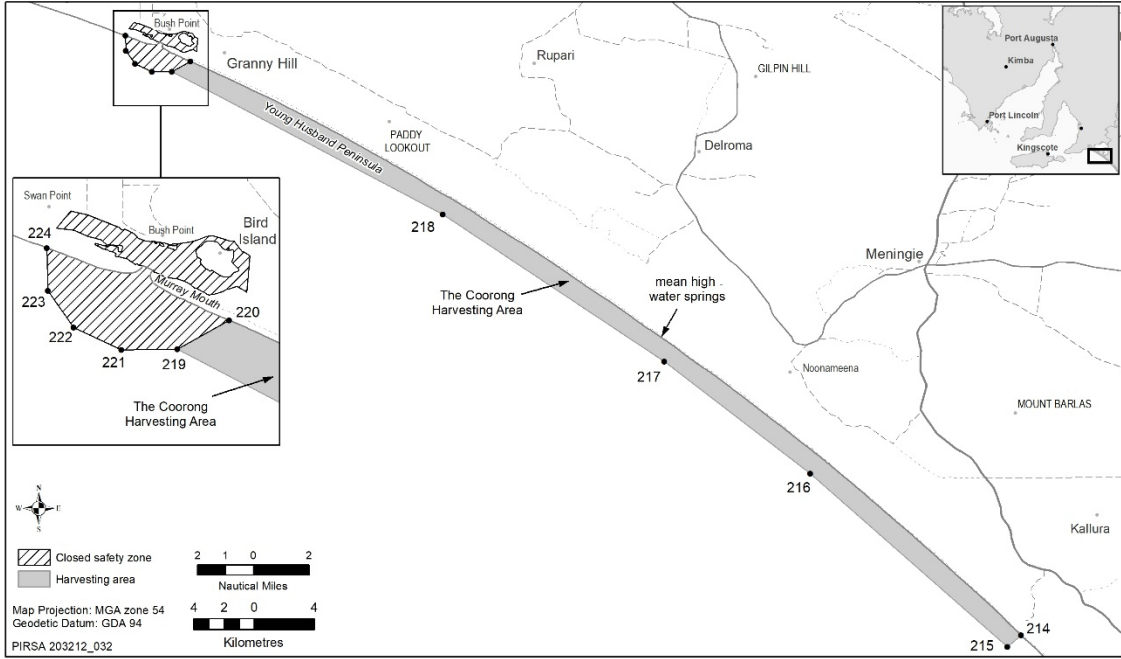 Bush Point
Granny Hill
Rupari
GILPIN HILL
PADDY
LOOKOUT
Delroma
Young Husband Peninsula
218
Port Augusta
Kimba
Port Lincoln
Kingscote
Meningie
The Coorong
Harvesting Area
mean high
water springs
217
Noonameena
MOUNT BARLAS
216
Kallura
214
215
Swan Point
Bush Point
Bird
Island
224
Murray Mouth
223
220
222
221
219
The Coorong
Harvesting Area
N
W
E
S
Closed safety zone
Harvesting area
2 1 0 2
Nautical Miles
Map Projection: MGA zone 54
Geodetic Datum: GDA 94
4 2 0 4
Kilometres
PIRSA 203212_032